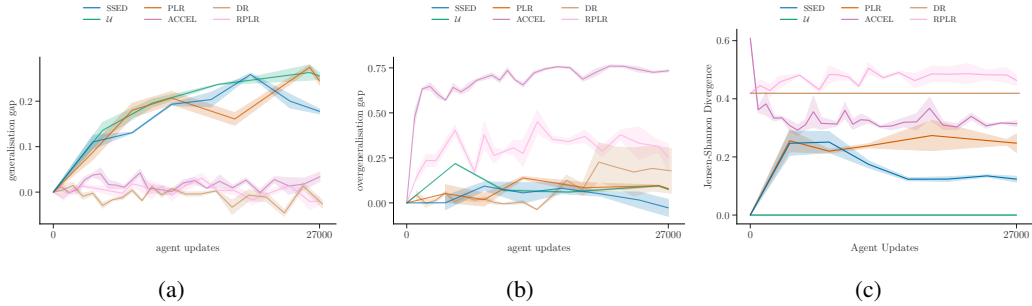 SSED PLR DR
𝒰 ACCEL RPLR
generalisation gap
0.2
0.1
0.0
0 27000
agent updates
(a)
SSED PLR DR
𝒰 ACCEL RPLR
overgeneralisation gap
0.75
0.50
0.25
0.00
0 27000
agent updates
(b)
SSED PLR DR
𝒰 ACCEL RPLR
Jensen-Shannon Divergence
0.6
0.4
0.2
0.0
0 27000
Agent Updates
(c)